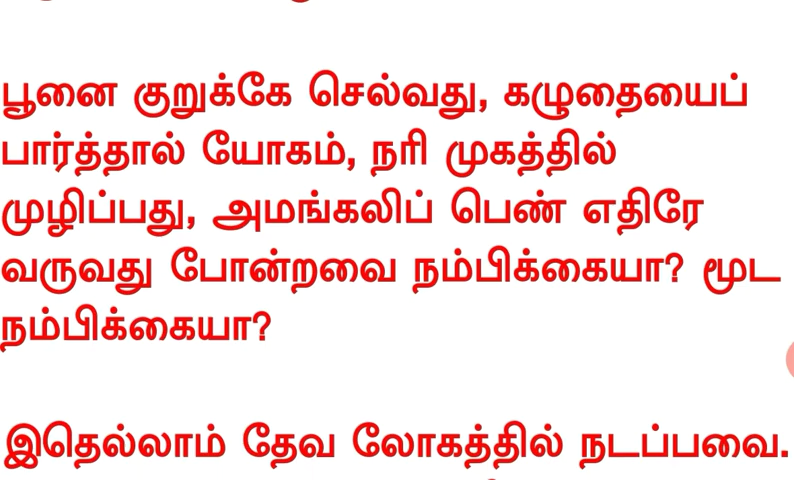 பூனை குறுக்கே செல்வது, கழுதையைப்
பார்த்தால் யோகம், நரி முகத்தில்
முழிப்பது, அமங்கலிப் பெண் எதிரே
வருவது போன்றவை நம்பிக்கையா? மூட
நம்பிக்கையா?
இதெல்லாம் தேவ லோகத்தில் நடப்பவை.